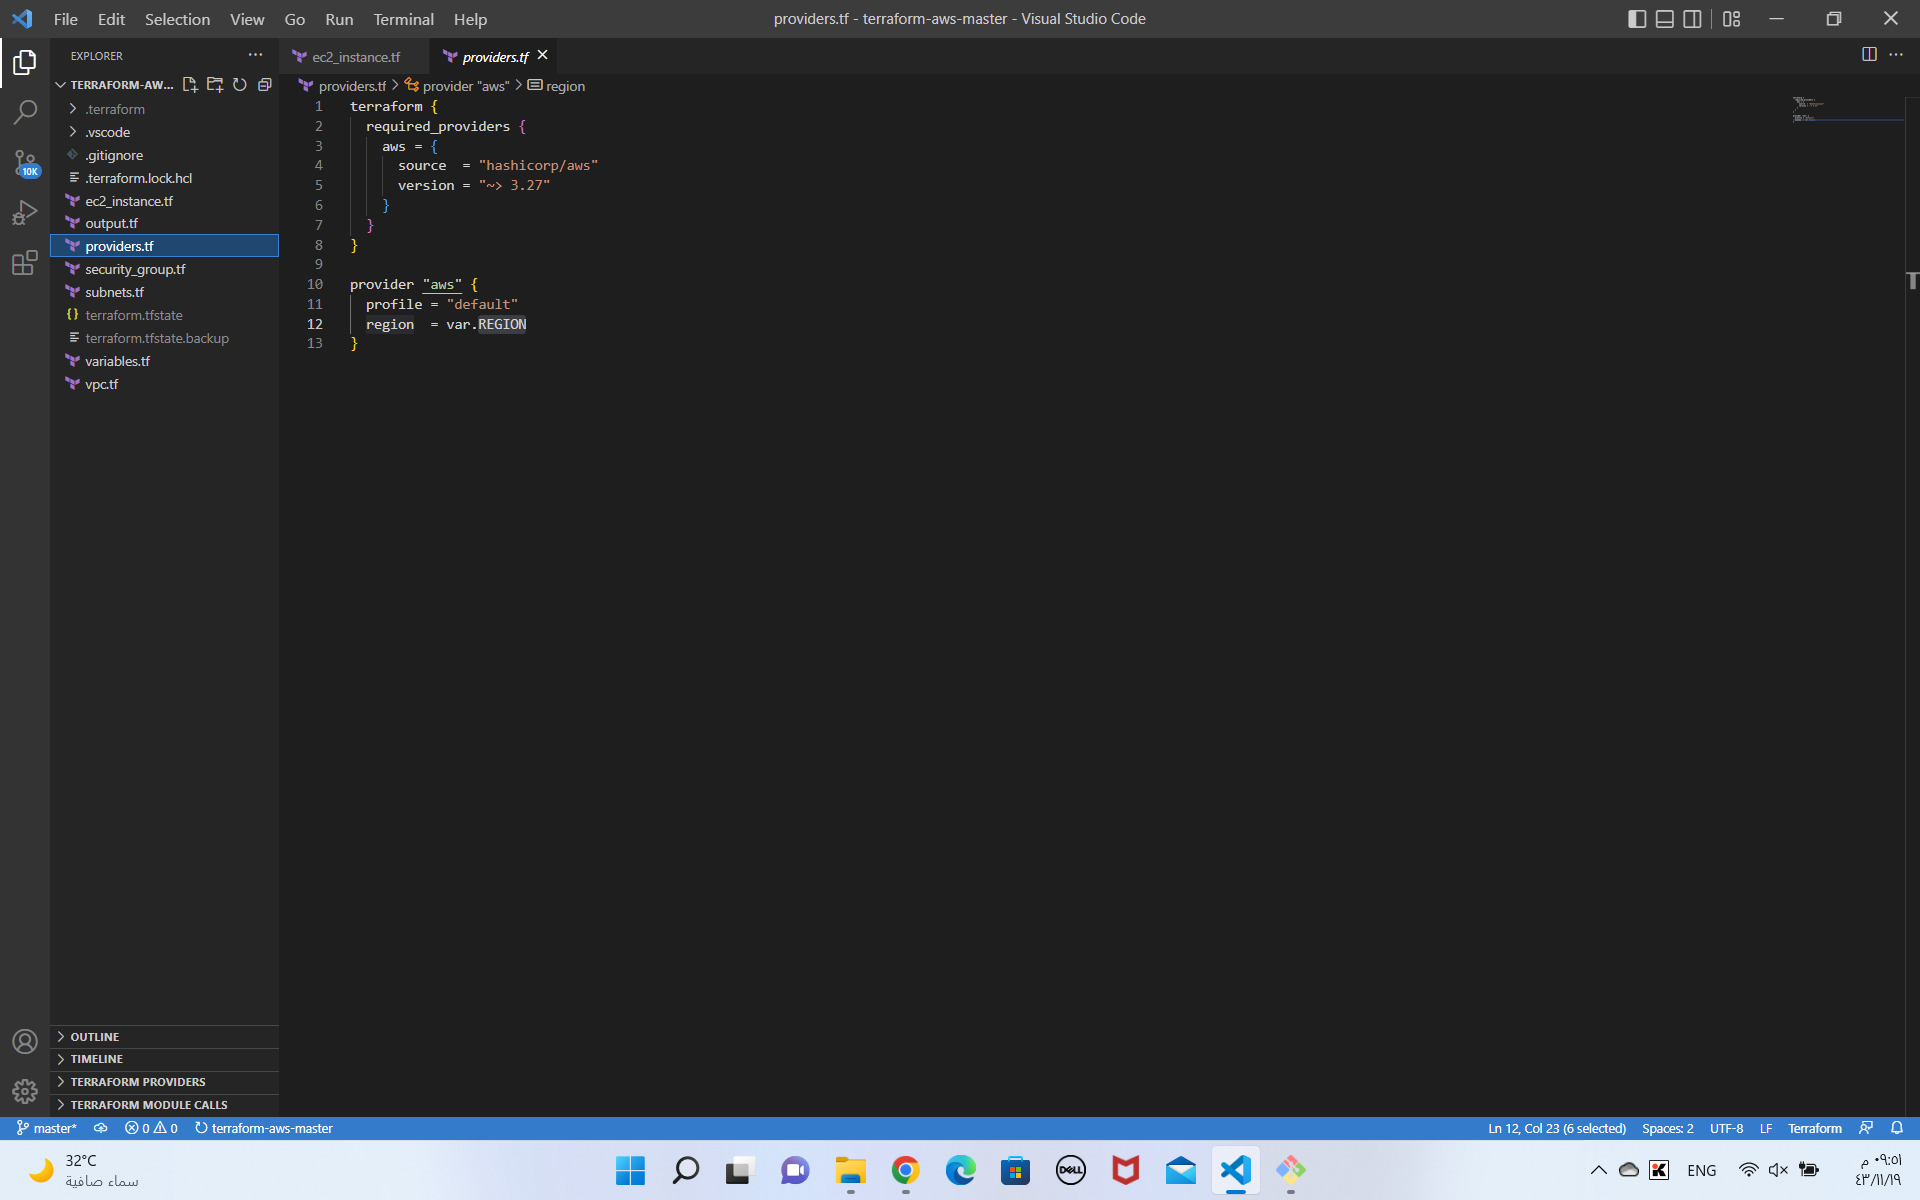 File Edit Selection View Go Run Terminal Help
providers.tf - terraform-aws-master - Visual Studio Code
EXPLORER
TERRAFORM-AW...
.terraform
.vscode
.gitignore
.terraform.lock.hcl
ec2_instance.tf
output.tf
providers.tf
security_group.tf
subnets.tf
terraform.tfstate
terraform.tfstate.backup
variables.tf
vpc.tf
10K
OUTLINE
TIMELINE
TERRAFORM PROVIDERS
TERRAFORM MODULE CALLS
ec2_instance.tf providers.tf
providers.tf > provider "aws" > region
1 terraform {
2   required_providers {
3     aws = {
4       source  = "hashicorp/aws"
5       version = "~> 3.27"
6     }
7   }
8 }
9
10 provider "aws" {
11   profile = "default"
12   region  = var.REGION
13 }
master* 0 0 terraform-aws-master
Ln 12, Col 23 (6 selected) Spaces: 2 UTF-8 LF Terraform
32°C
سماء صافية
DELL
K
ENG
٠٩:٥١ م
٤٣/١١/١٩